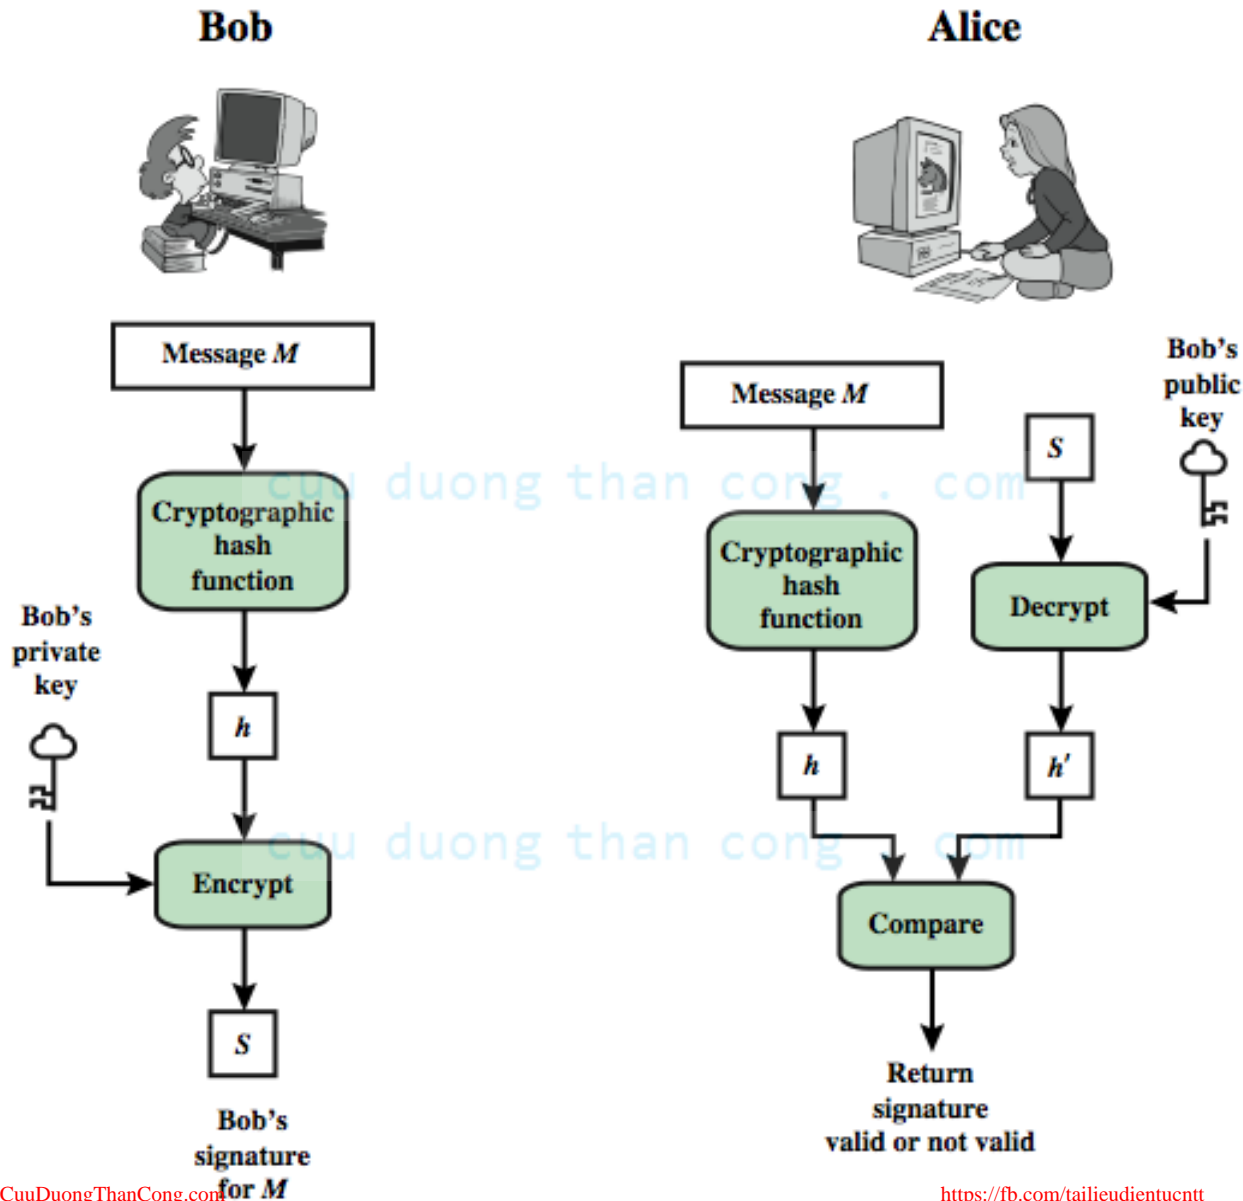 Bob
Alice
Message M
Cryptographic
hash
function
Bob's
private
key
h
Encrypt
S
Bob's
signature
for M
Message M
Bob's
public
key
S
Cryptographic
hash
function
Decrypt
h
h′
Compare
Return
signature
valid or not valid
cuu duong than cong . com
cuu duong than cong . com
CuuDuongThanCong.com
https://fb.com/tailieudientucntt